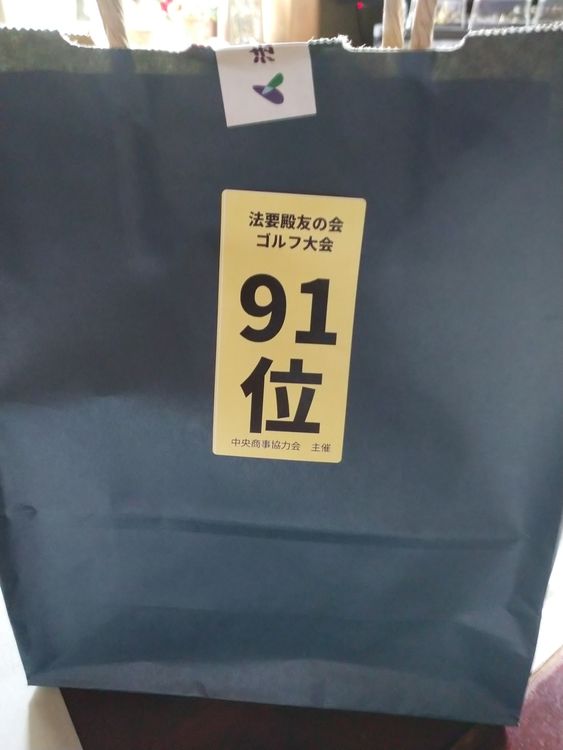 法要殿友の会
ゴルフ大会
91
位
中央商事協力会 主催